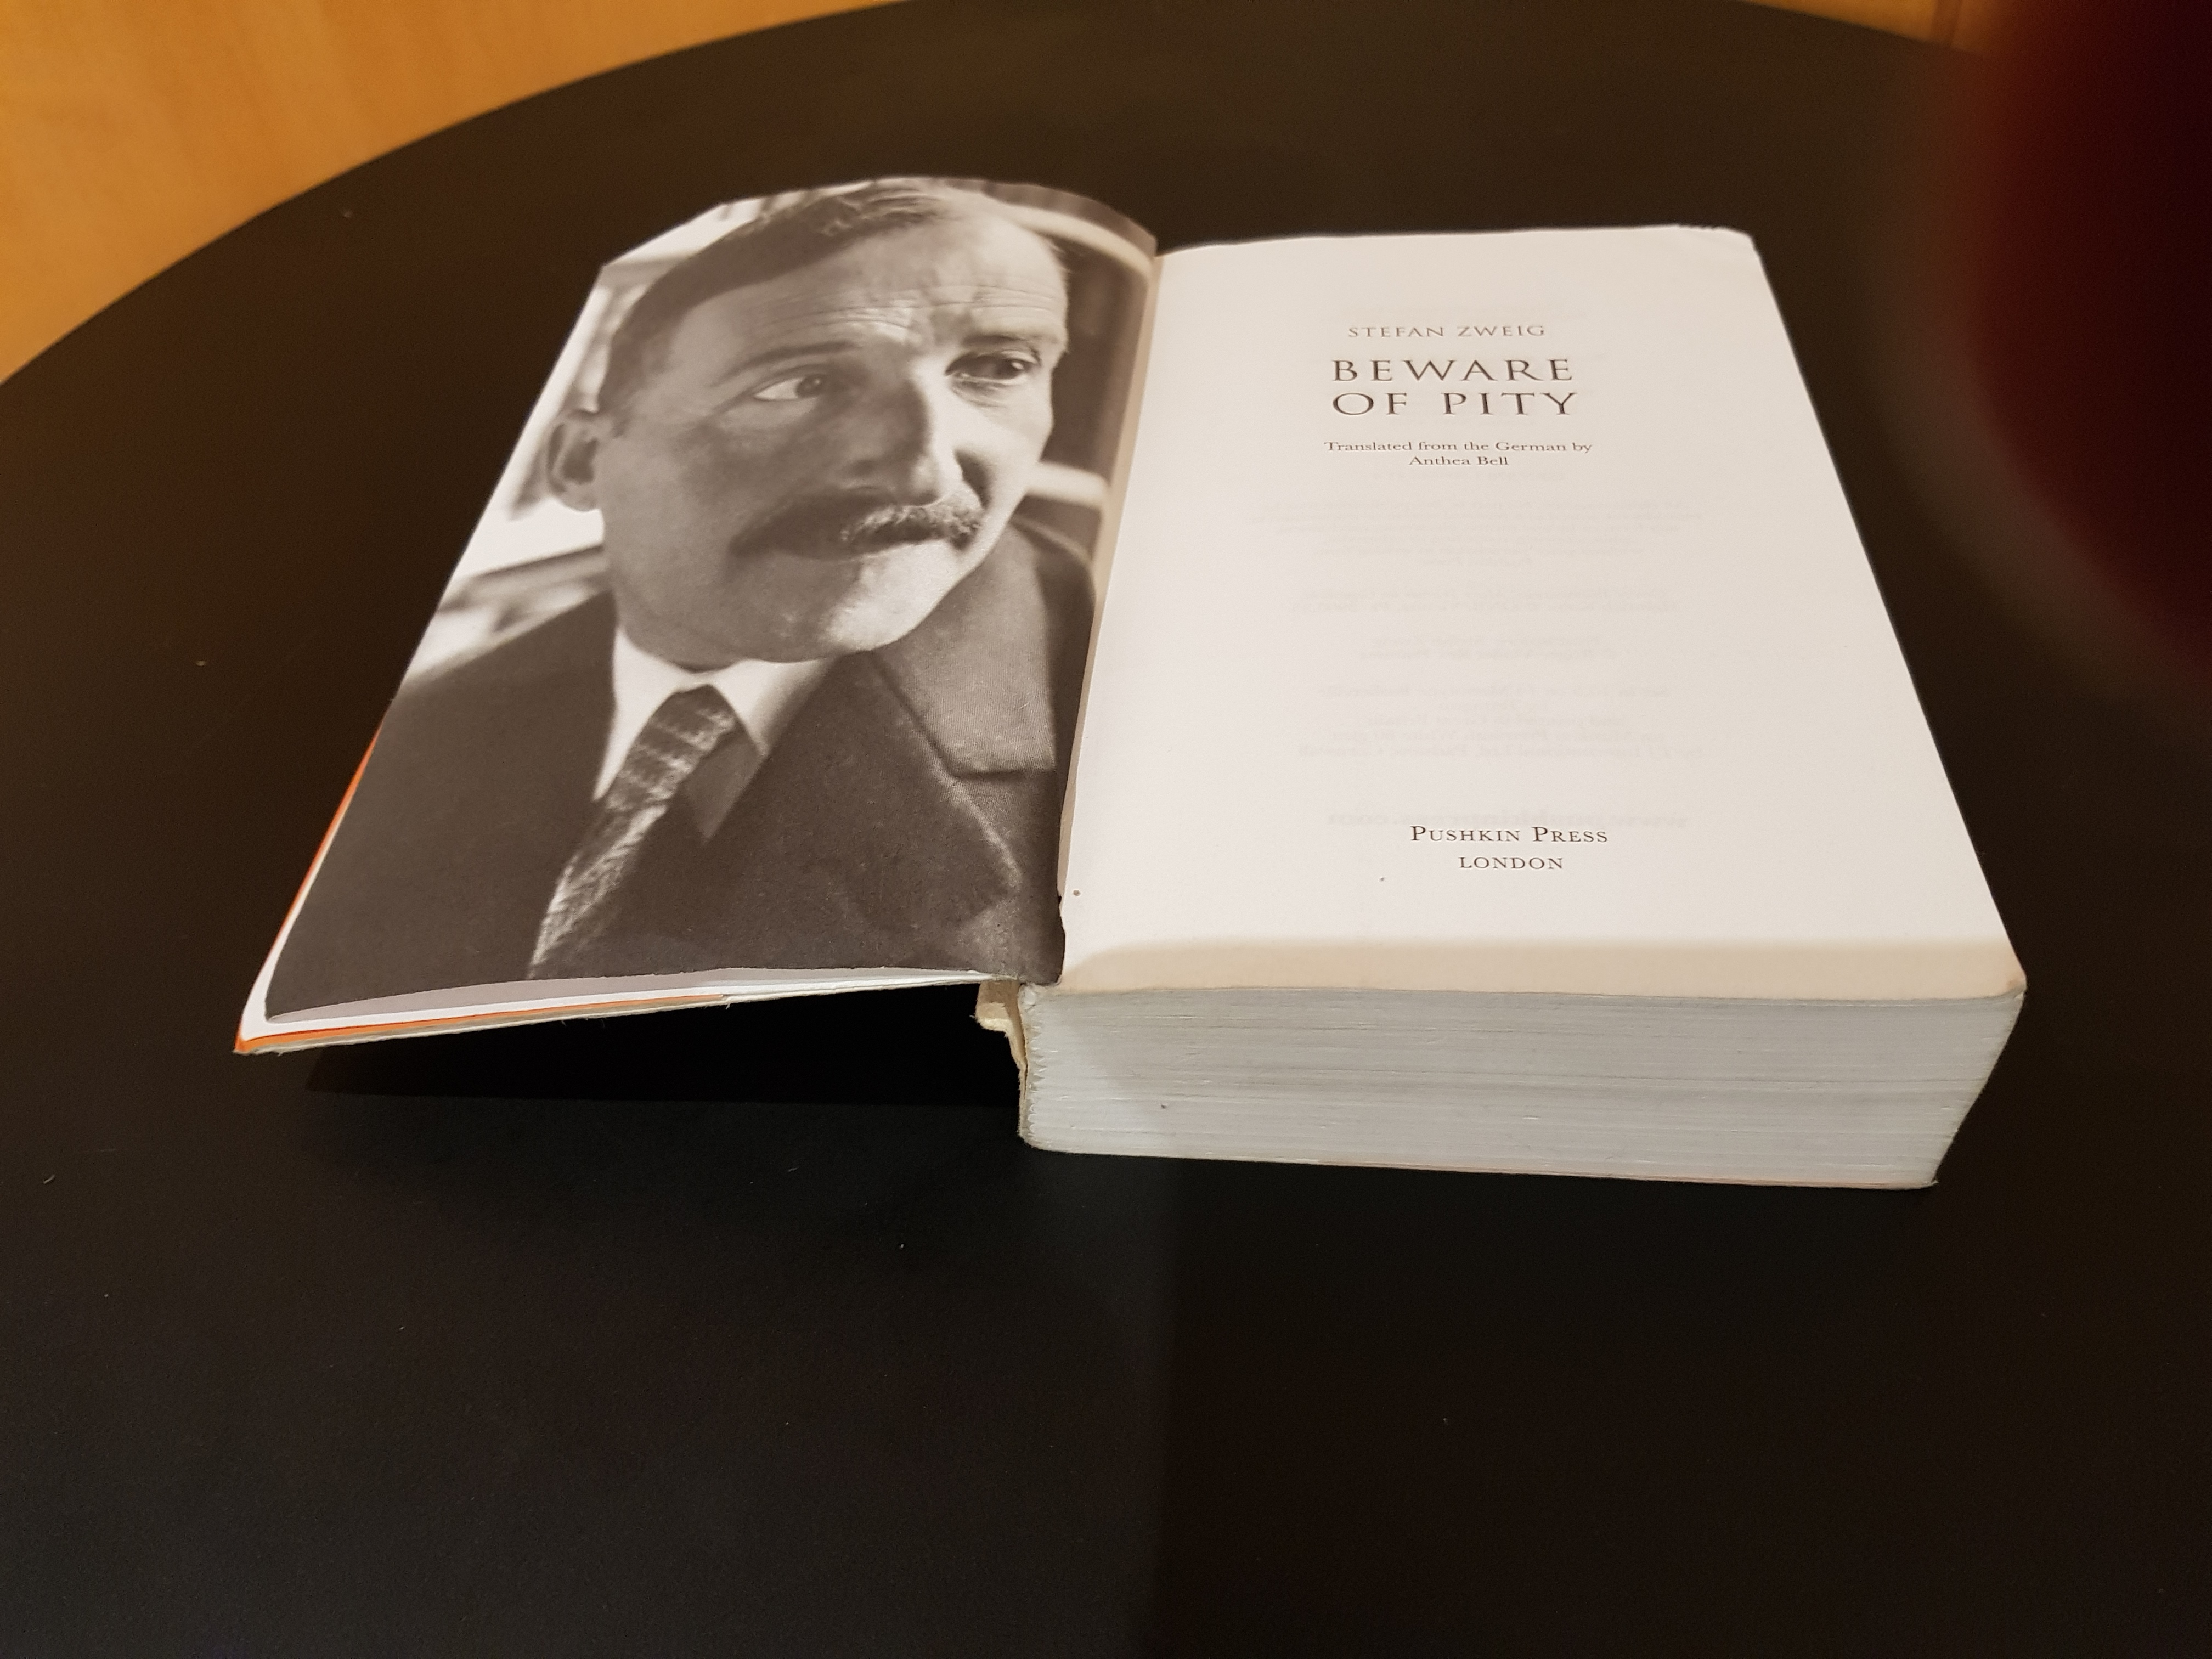 STEFAN ZWEIG
BEWARE
OF PITY
Translated from the German by
Anthea Bell
PUSHKIN PRESS
LONDON